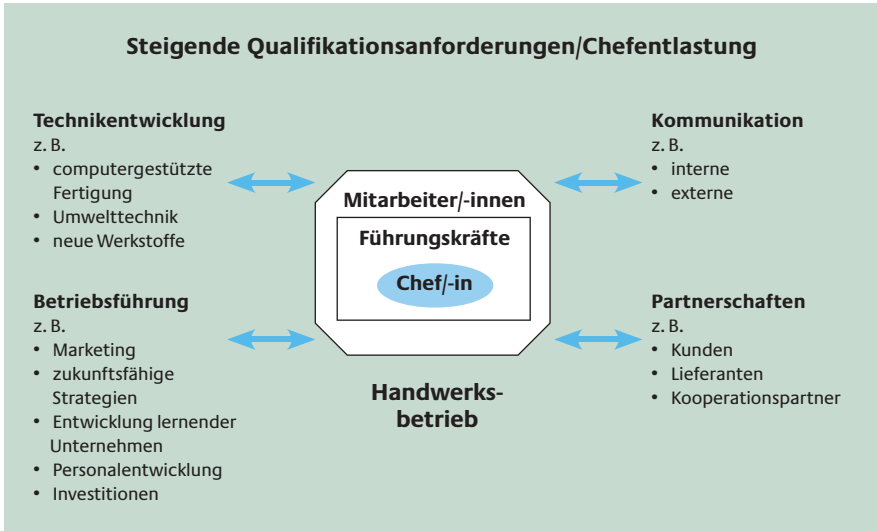 Steigende Qualifikationsanforderungen/Chefentlastung
Technikentwicklung
z. B.
• computergestützte
Fertigung
• Umwelttechnik
• neue Werkstoffe
Kommunikation
z. B.
• interne
• externe
Mitarbeiter/-innen
Führungskräfte
Chef/-in
Handwerks-
betrieb
Betriebsführung
z. B.
• Marketing
• zukunftsfähige
Strategien
• Entwicklung lernender
Unternehmen
• Personalentwicklung
• Investitionen
Partnerschaften
z. B.
• Kunden
• Lieferanten
• Kooperationspartner